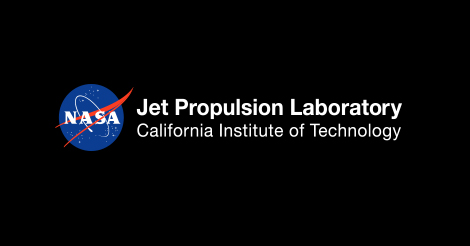 NASA
Jet Propulsion Laboratory
California Institute of Technology